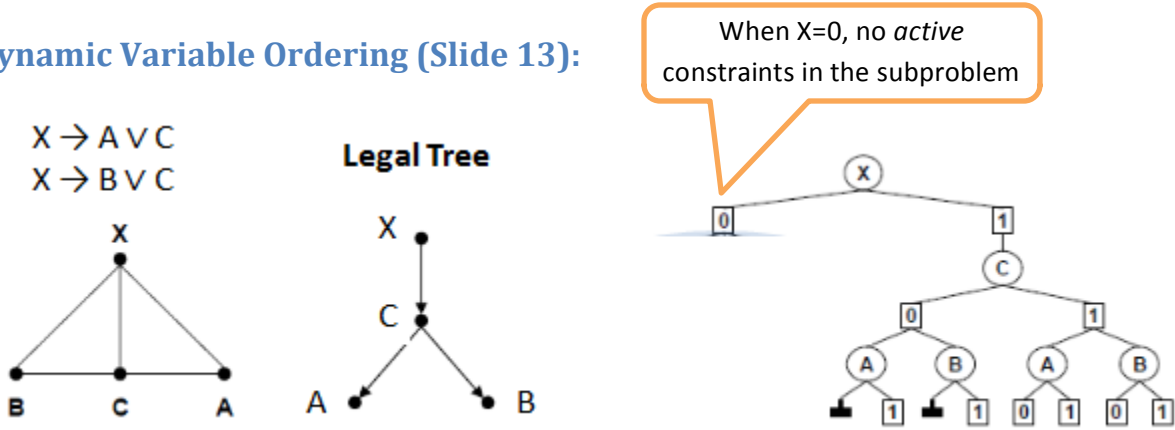 ynamic Variable Ordering (Slide 13):
When X=0, no active
constraints in the subproblem
X → A ∨ C
X → B ∨ C
X
B C A
Legal Tree
X
C
A B
X
0 1
C
0 1
A B A B
1 1 0 1 0 1